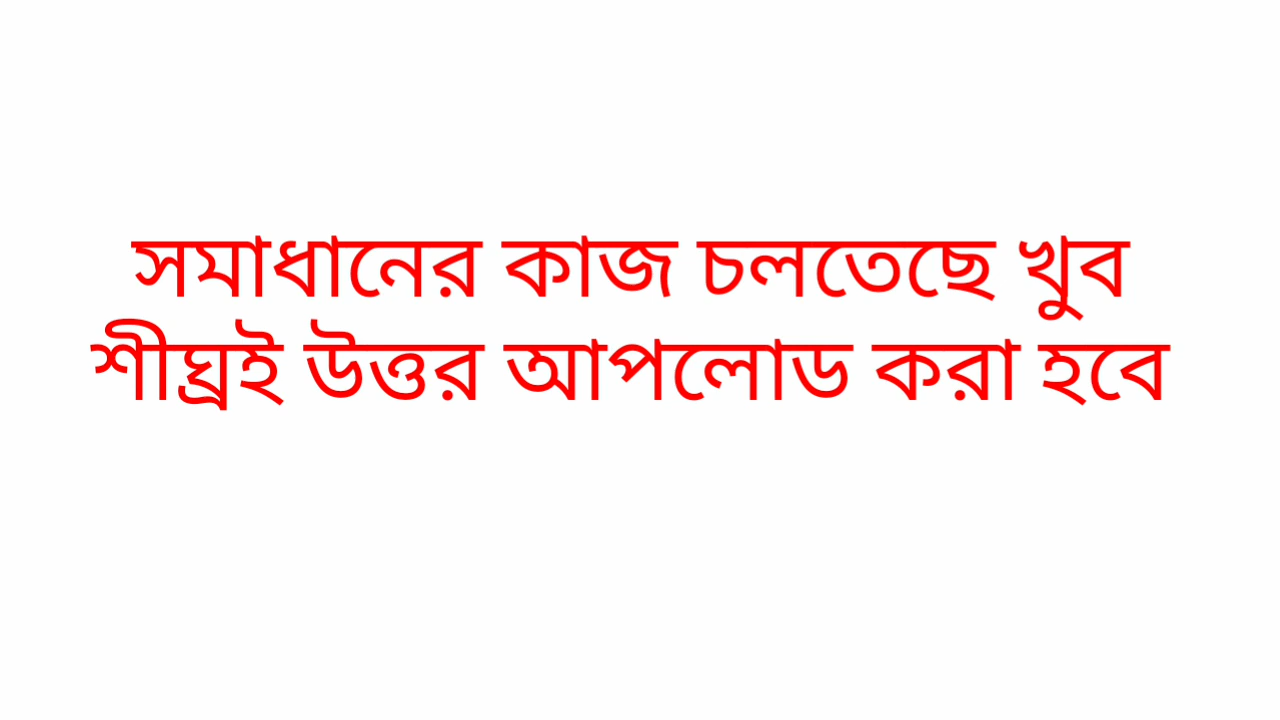 সমাধানের কাজ চলতেছে খুব
শীঘ্রই উত্তর আপলোড করা হবে